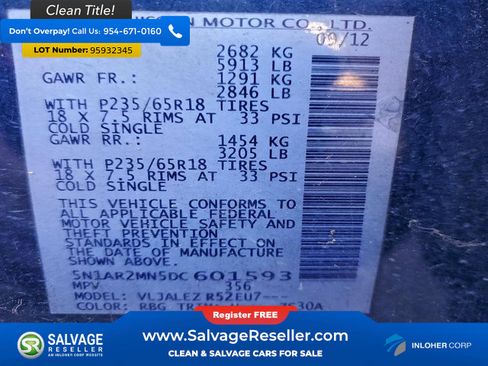 Clean Title!
MOTOR CO., LTD.
Don't Overpay! Call Us: 954-671-0160
09/12
LOT Number: 95932345
2682 KG
5913 LB
GAWR FR.: 1291 KG
2846 LB
WITH P235/65R18 TIRES
18 X 7.5 RIMS AT 33 PSI
COLD SINGLE
GAWR RR.: 1454 KG
3205 LB
WITH P235/65R18 TIRES
18 X 7.5 RIMS AT 33 PSI
COLD SINGLE
THIS VEHICLE CONFORMS TO
ALL APPLICABLE FEDERAL
MOTOR VEHICLE SAFETY AND
THEFT PREVENTION
STANDARDS IN EFFECT ON
THE DATE OF MANUFACTURE
SHOWN ABOVE.
5N1AR2MN5DC601593
MPV 356
MODEL: VLJALEZ R52EU7---
COLOR: RBG TRIM:
Register FREE
SALVAGE
RESELLER
AN INLOHER CORP WEBSITE
www.SalvageReseller.com
CLEAN & SALVAGE CARS FOR SALE
INLOHER CORP